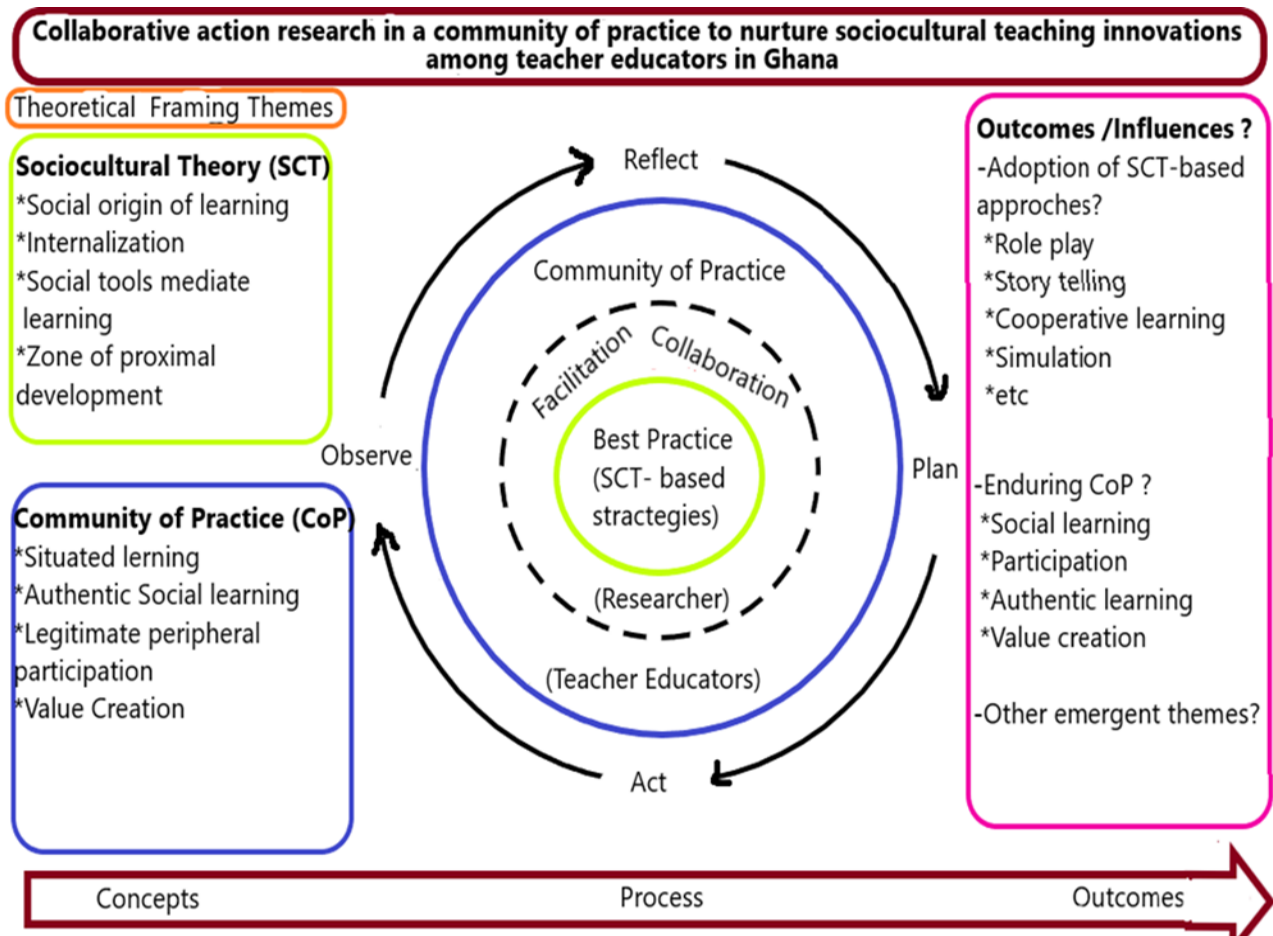 Collaborative action research in a community of practice to nurture sociocultural teaching innovations
among teacher educators in Ghana
Theoretical Framing Themes
Sociocultural Theory (SCT)
*Social origin of learning
*Internalization
*Social tools mediate
learning
*Zone of proximal
development
Community of Practice (CoP)
*Situated lerning
*Authentic Social learning
*Legitimate peripheral
participation
*Value Creation
Reflect
Observe
Plan
Act
Community of Practice
Facilitation
Collaboration
Best Practice
(SCT- based
stractegies)
(Researcher)
(Teacher Educators)
Outcomes /Influences ?
-Adoption of SCT-based
approches?
*Role play
*Story telling
*Cooperative learning
*Simulation
*etc
-Enduring CoP ?
*Social learning
*Participation
*Authentic learning
*Value creation
-Other emergent themes?
Concepts
Process
Outcomes